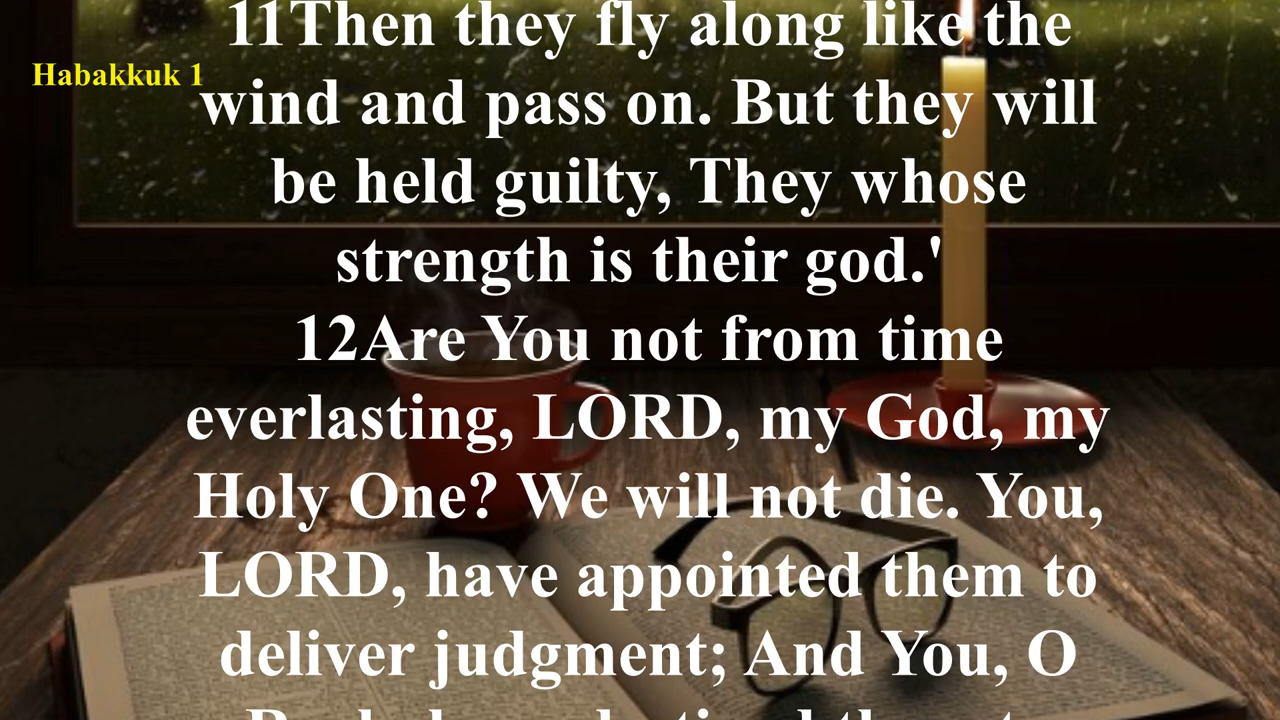 11Then they fly along like the
Habakkuk 1
wind and pass on. But they will
be held guilty, They whose
strength is their god.'
12Are You not from time
everlasting, LORD, my God, my
Holy One? We will not die. You,
LORD, have appointed them to
deliver judgment; And You, O